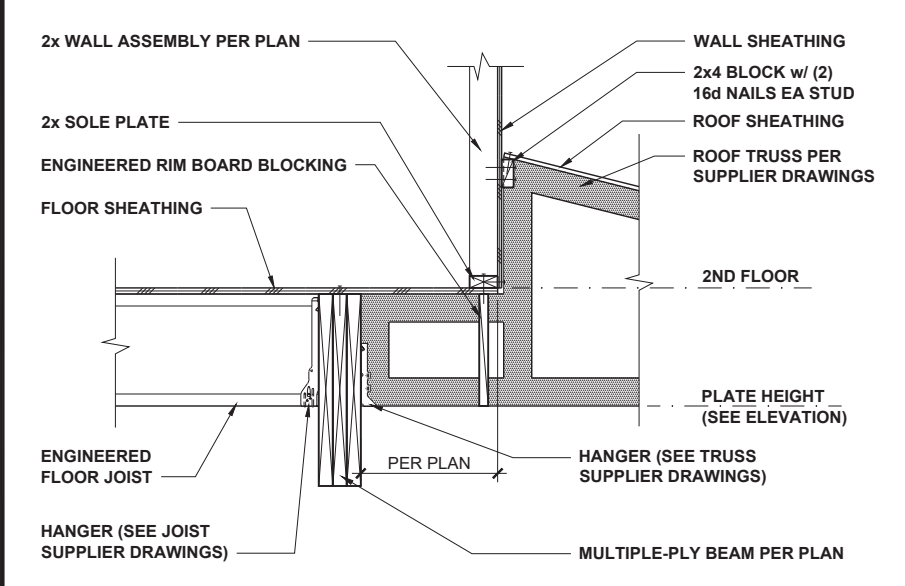 2x WALL ASSEMBLY PER PLAN
2x SOLE PLATE
ENGINEERED RIM BOARD BLOCKING
FLOOR SHEATHING
WALL SHEATHING
2x4 BLOCK w/ (2)
16d NAILS EA STUD
ROOF SHEATHING
ROOF TRUSS PER
SUPPLIER DRAWINGS
2ND FLOOR
PLATE HEIGHT
(SEE ELEVATION)
ENGINEERED
FLOOR JOIST
PER PLAN
HANGER (SEE TRUSS
SUPPLIER DRAWINGS)
HANGER (SEE JOIST
SUPPLIER DRAWINGS)
MULTIPLE-PLY BEAM PER PLAN